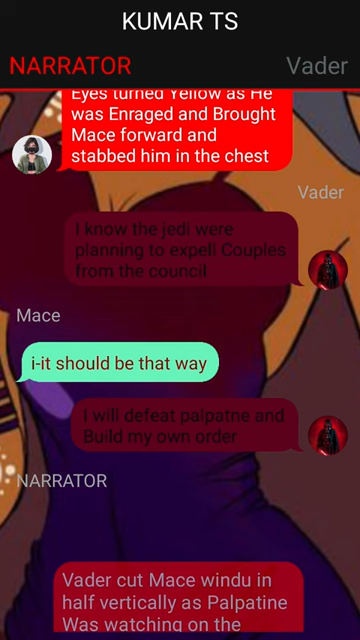 KUMAR TS
NARRATOR
Vader
Eyes turned Yellow as He
was Enraged and Brought
Mace forward and
stabbed him in the chest
Vader
I know the jedi were
planning to expell Couples
from the council
Mace
i-it should be that way
I will defeat palpatne and
Build my own order
NARRATOR
Vader cut Mace windu in
half vertically as Palpatine
Was watching on the